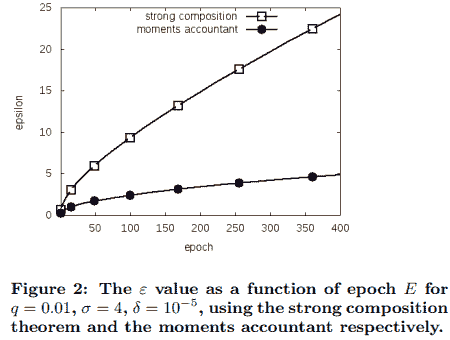 25
strong composition
moments accountant
20
15
epsilon
10
5
0
50 100 150 200 250 300 350 400
epoch
Figure 2: The ε value as a function of epoch E for
q = 0.01, σ = 4, δ = 10⁻⁵, using the strong composition
theorem and the moments accountant respectively.